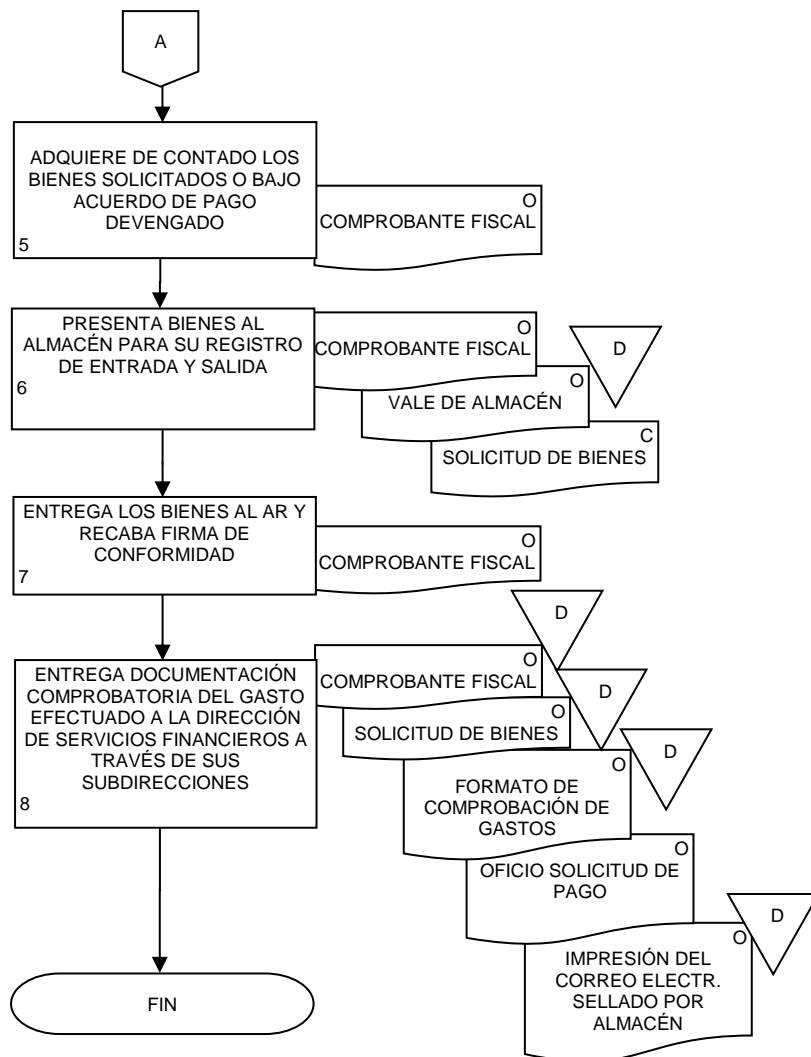 A
ADQUIERE DE CONTADO LOS
BIENES SOLICITADOS O BAJO
ACUERDO DE PAGO
DEVENGADO
5
O
COMPROBANTE FISCAL
PRESENTA BIENES AL
ALMACÉN PARA SU REGISTRO
DE ENTRADA Y SALIDA
6
O
COMPROBANTE FISCAL
D
O
VALE DE ALMACÉN
C
SOLICITUD DE BIENES
ENTREGA LOS BIENES AL AR Y
RECABA FIRMA DE
CONFORMIDAD
7
O
COMPROBANTE FISCAL
ENTREGA DOCUMENTACIÓN
COMPROBATORIA DEL GASTO
EFECTUADO A LA DIRECCIÓN
DE SERVICIOS FINANCIEROS A
TRAVÉS DE SUS
SUBDIRECCIONES
8
D
O
COMPROBANTE FISCAL
D
O
SOLICITUD DE BIENES
D
O
FORMATO DE
COMPROBACIÓN DE
GASTOS
O
OFICIO SOLICITUD DE
PAGO
D
O
IMPRESIÓN DEL
CORREO ELECTR.
SELLADO POR
ALMACÉN
FIN